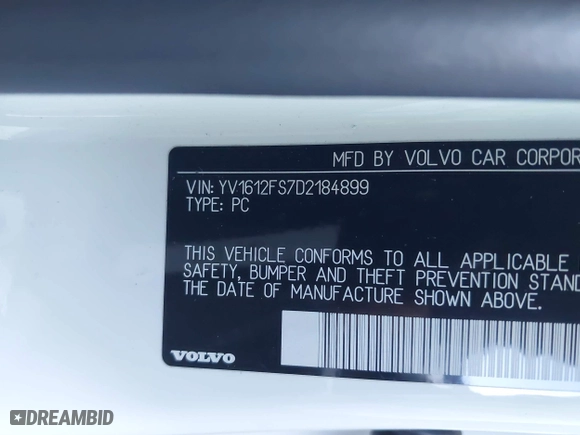 MFD BY VOLVO CAR CORPOR
VIN: YV1612FS7D2184899
TYPE: PC
THIS VEHICLE CONFORMS TO ALL APPLICABLE
SAFETY, BUMPER AND THEFT PREVENTION STAND
THE DATE OF MANUFACTURE SHOWN ABOVE.
VOLVO
DREAMBID